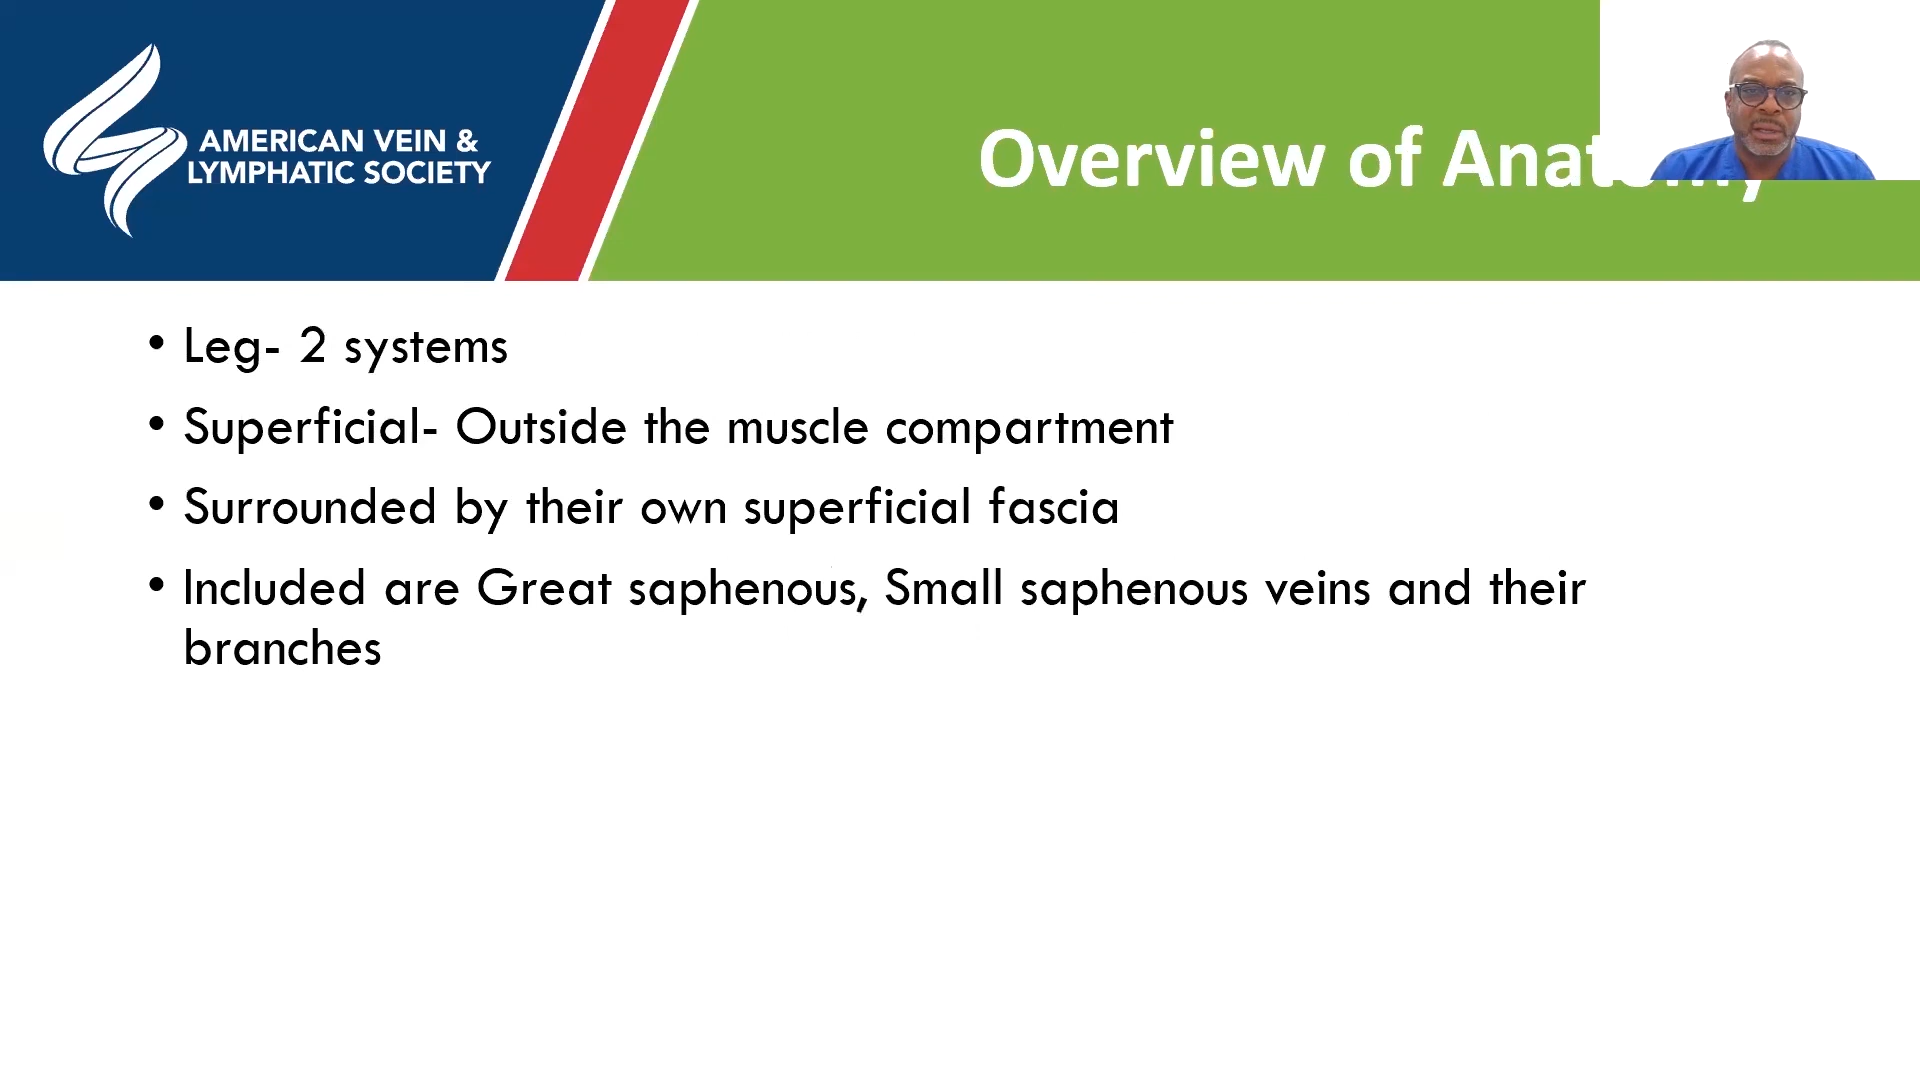 AMERICAN VEIN &
LYMPHATIC SOCIETY
Overview of Anatomy
• Leg- 2 systems
• Superficial- Outside the muscle compartment
• Surrounded by their own superficial fascia
• Included are Great saphenous, Small saphenous veins and their
branches